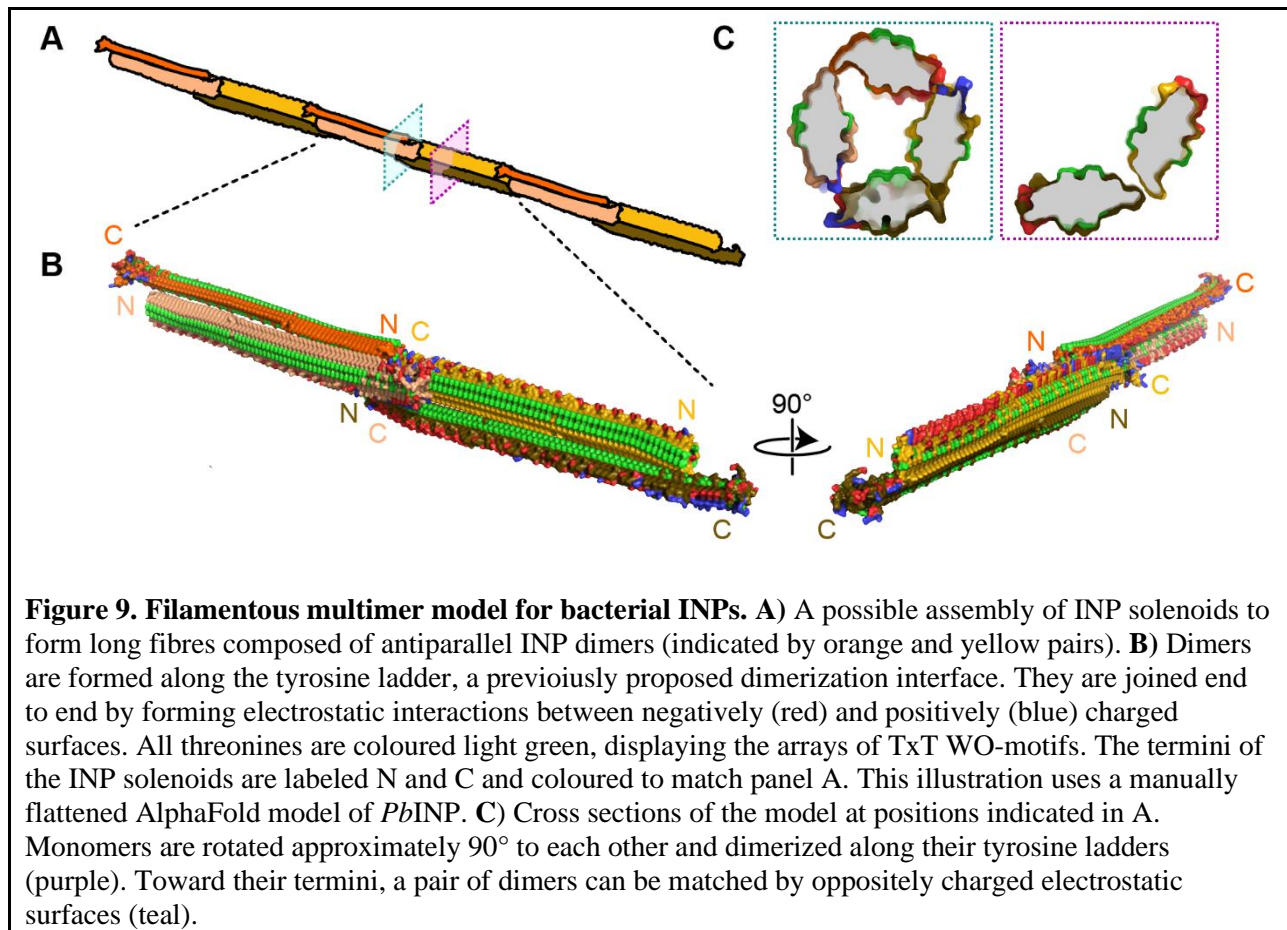 A
C
C
B
N
N
C
N
C
N
C
90°
C
N
N
C
N
N
C
C
Figure 9. Filamentous multimer model for bacterial INPs. A) A possible assembly of INP solenoids to
form long fibres composed of antiparallel INP dimers (indicated by orange and yellow pairs). B) Dimers
are formed along the tyrosine ladder, a previoiusly proposed dimerization interface. They are joined end
to end by forming electrostatic interactions between negatively (red) and positively (blue) charged
surfaces. All threonines are coloured light green, displaying the arrays of TxT WO-motifs. The termini of
the INP solenoids are labeled N and C and coloured to match panel A. This illustration uses a manually
flattened AlphaFold model of PbINP. C) Cross sections of the model at positions indicated in A.
Monomers are rotated approximately 90° to each other and dimerized along their tyrosine ladders
(purple). Toward their termini, a pair of dimers can be matched by oppositely charged electrostatic
surfaces (teal).